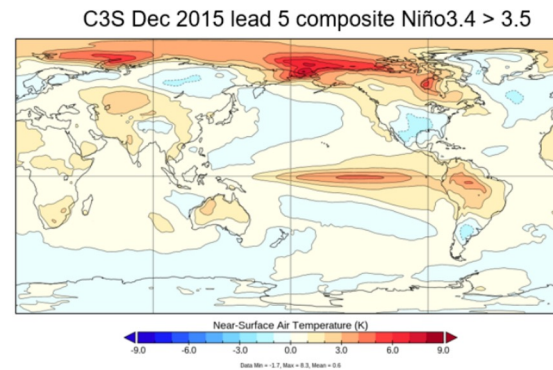 C3S Dec 2015 lead 5 composite Niño3.4 > 3.5
Near-Surface Air Temperature (K)
-9.0 -6.0 -3.0 0.0 3.0 6.0 9.0
Data Min = -1.7, Max = 8.3, Mean = 0.6